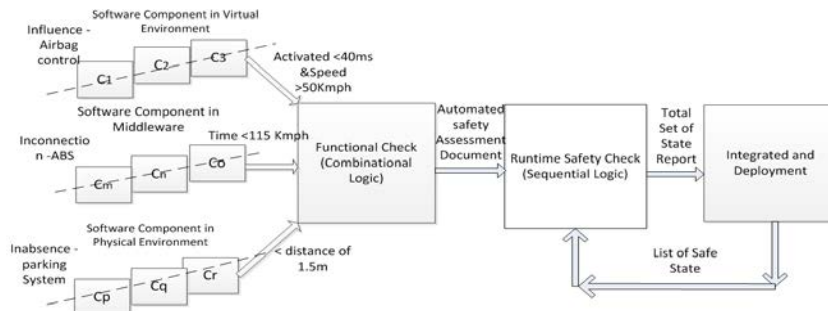 Software Component in Virtual
Environment
Influence -
Airbag
control
C1
C2
C3
Activated <40ms
&Speed
>50Kmph
Software Component in
Middleware
Inconnectio
n -ABS
Time <115 Kmph
Cm
Cn
Co
Software Component in
Physical Environment
Inabsence -
parking
System
Cp
Cq
Cr
< distance of
1.5m
Functional Check
(Combinational
Logic)
Automated
safety
Assessment
Document
Runtime Safety Check
(Sequential Logic)
Total
Set of
State
Report
Integrated and
Deployment
List of Safe
State